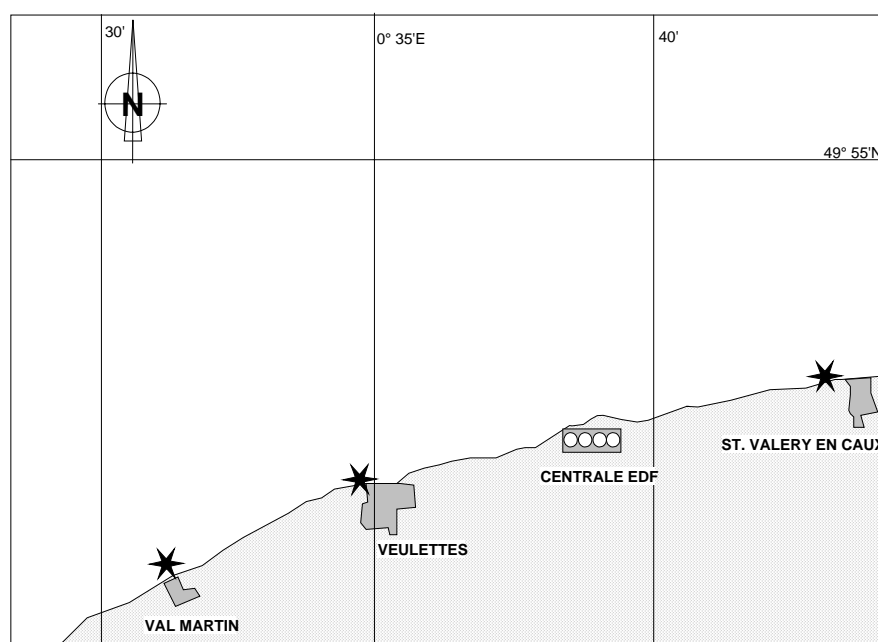 30'
0° 35'E
40'
N
49° 55'N
ST. VALERY EN CAUX
CENTRALE EDF
VEULETTES
VAL MARTIN